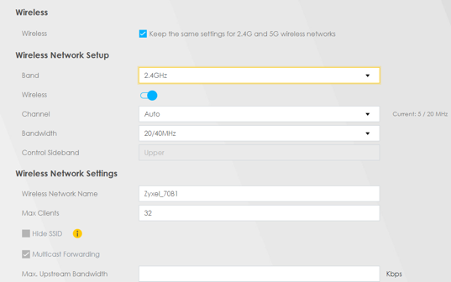 Wireless
Wireless Keep the same settings for 2.4G and 5G wireless networks
Wireless Network Setup
Band 2.4GHz
Wireless
Channel Auto Current: 5 / 20 MHz
Bandwidth 20/40MHz
Control Sideband Upper
Wireless Network Settings
Wireless Network Name Zyxel_7081
Max Clients 32
Hide SSID
Multicast Forwarding
Max. Upstream Bandwidth Kbps